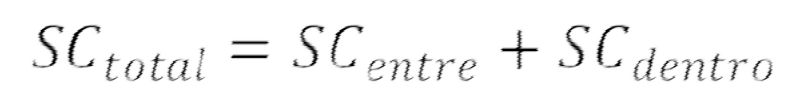 SC_total = SC_entre + SC_dentro